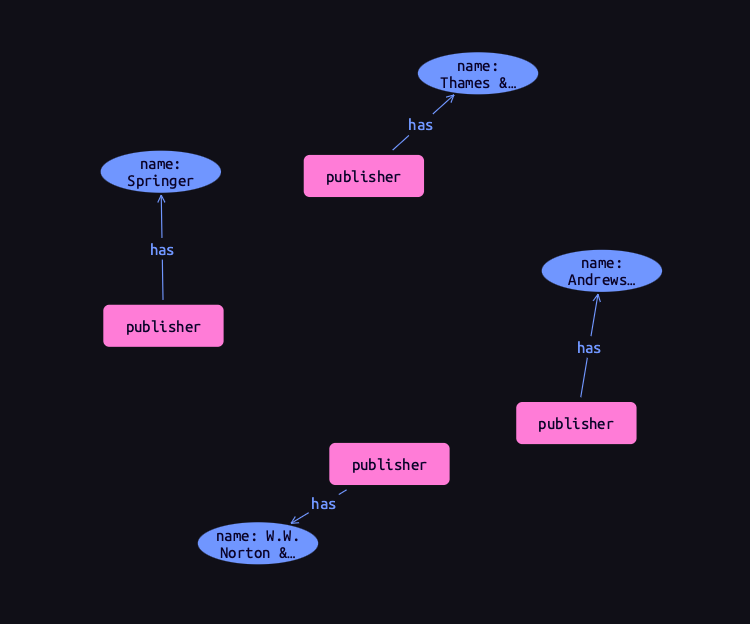 name:
Thames &…
has
publisher
name:
Springer
has
publisher
name:
Andrews…
has
publisher
publisher
has
name: W.W.
Norton &…